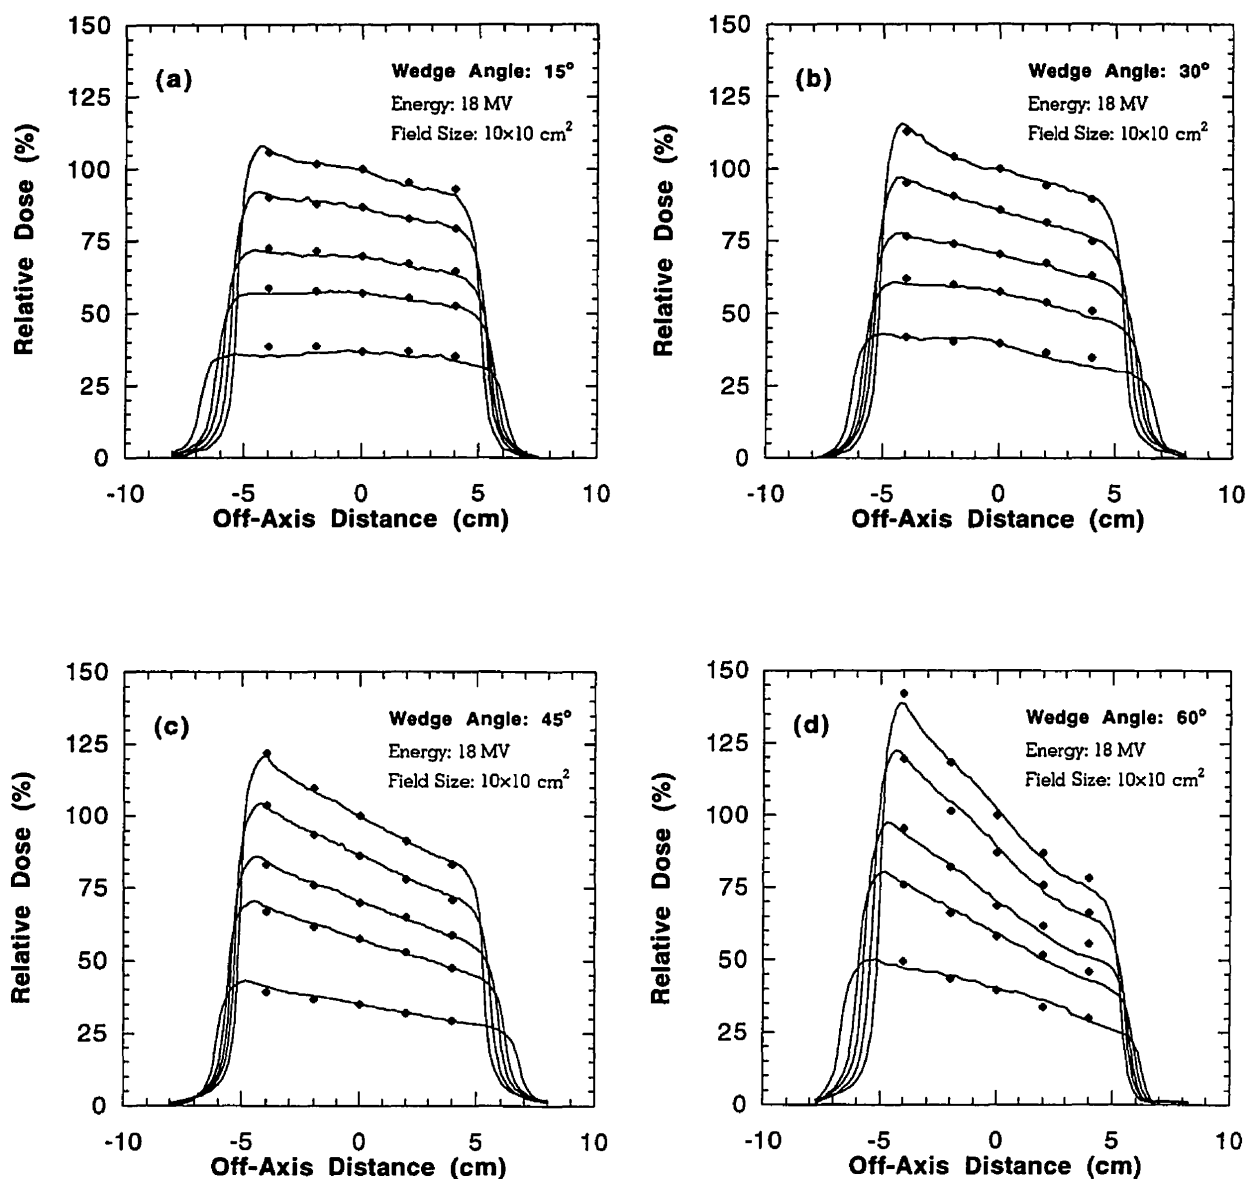 150
125
100
75
50
25
0
Relative Dose (%)
(a)
Wedge Angle: 15°
Energy: 18 MV
Field Size: 10×10 cm²
-10 -5 0 5 10
Off-Axis Distance (cm)
150
125
100
75
50
25
0
Relative Dose (%)
(b)
Wedge Angle: 30°
Energy: 18 MV
Field Size: 10×10 cm²
-10 -5 0 5 10
Off-Axis Distance (cm)
150
125
100
75
50
25
0
Relative Dose (%)
(c)
Wedge Angle: 45°
Energy: 18 MV
Field Size: 10×10 cm²
-10 -5 0 5 10
Off-Axis Distance (cm)
150
125
100
75
50
25
0
Relative Dose (%)
(d)
Wedge Angle: 60°
Energy: 18 MV
Field Size: 10×10 cm²
-10 -5 0 5 10
Off-Axis Distance (cm)